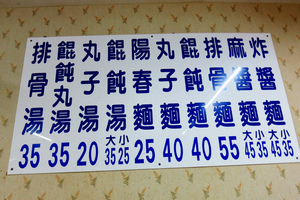 炸醬麵 大45 小35
麻醬麵 大45 小35
排骨麵 55
餛飩麵 40
丸子麵 40
陽春麵 25
餛飩湯 大35 小25
丸子湯 20
餛飩丸湯 35
排骨湯 35